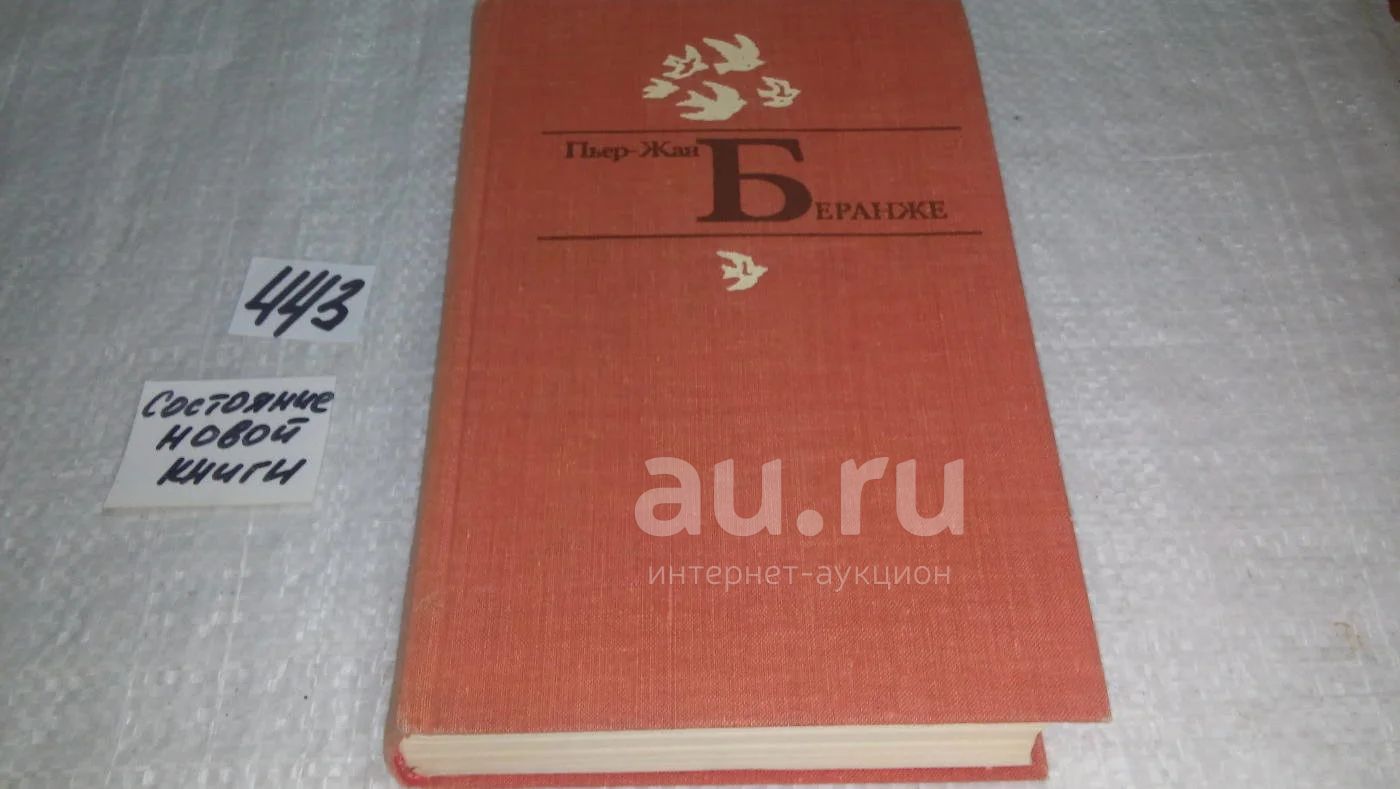 Пьер-Жан
БЕРАНЖЕ
443
Состояние
новой
книги
au.ru
интернет-аукцион